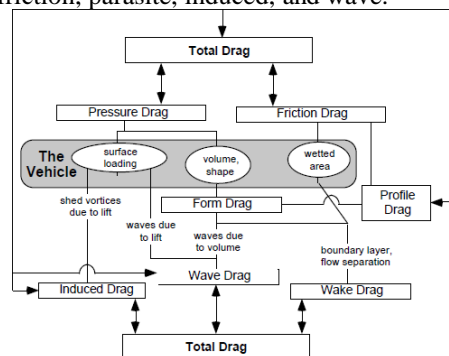 friction, parasite, induced, and wave.
Total Drag
Pressure Drag
Friction Drag
The
Vehicle
surface
loading
volume,
shape
wetted
area
shed vortices
due to lift
Form Drag
Profile
Drag
waves due
to lift
waves due
to volume
boundary layer,
flow separation
Wave Drag
Induced Drag
Wake Drag
Total Drag